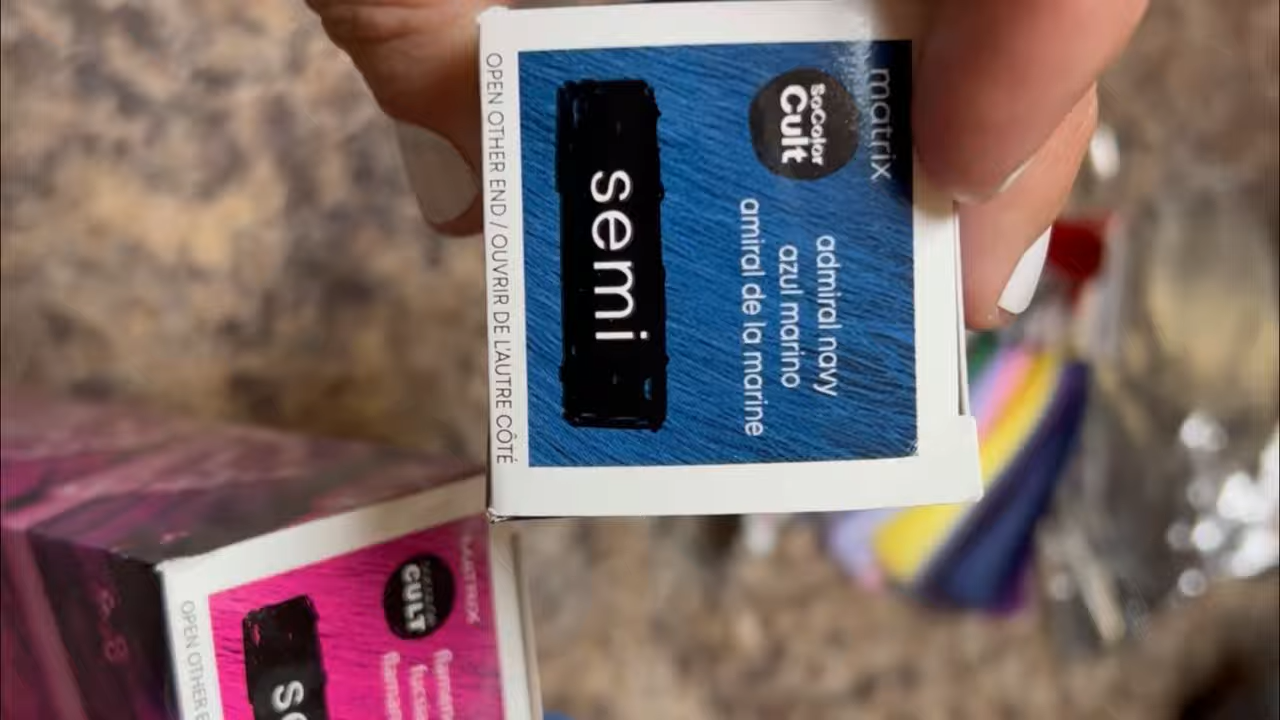 matrix
SoColor
Cult
admiral navy
azul marino
amiral de la marine
semi
OPEN OTHER END / OUVRIR DE L'AUTRE CÔTÉ
MATRIX
CULT
OPEN OTHER